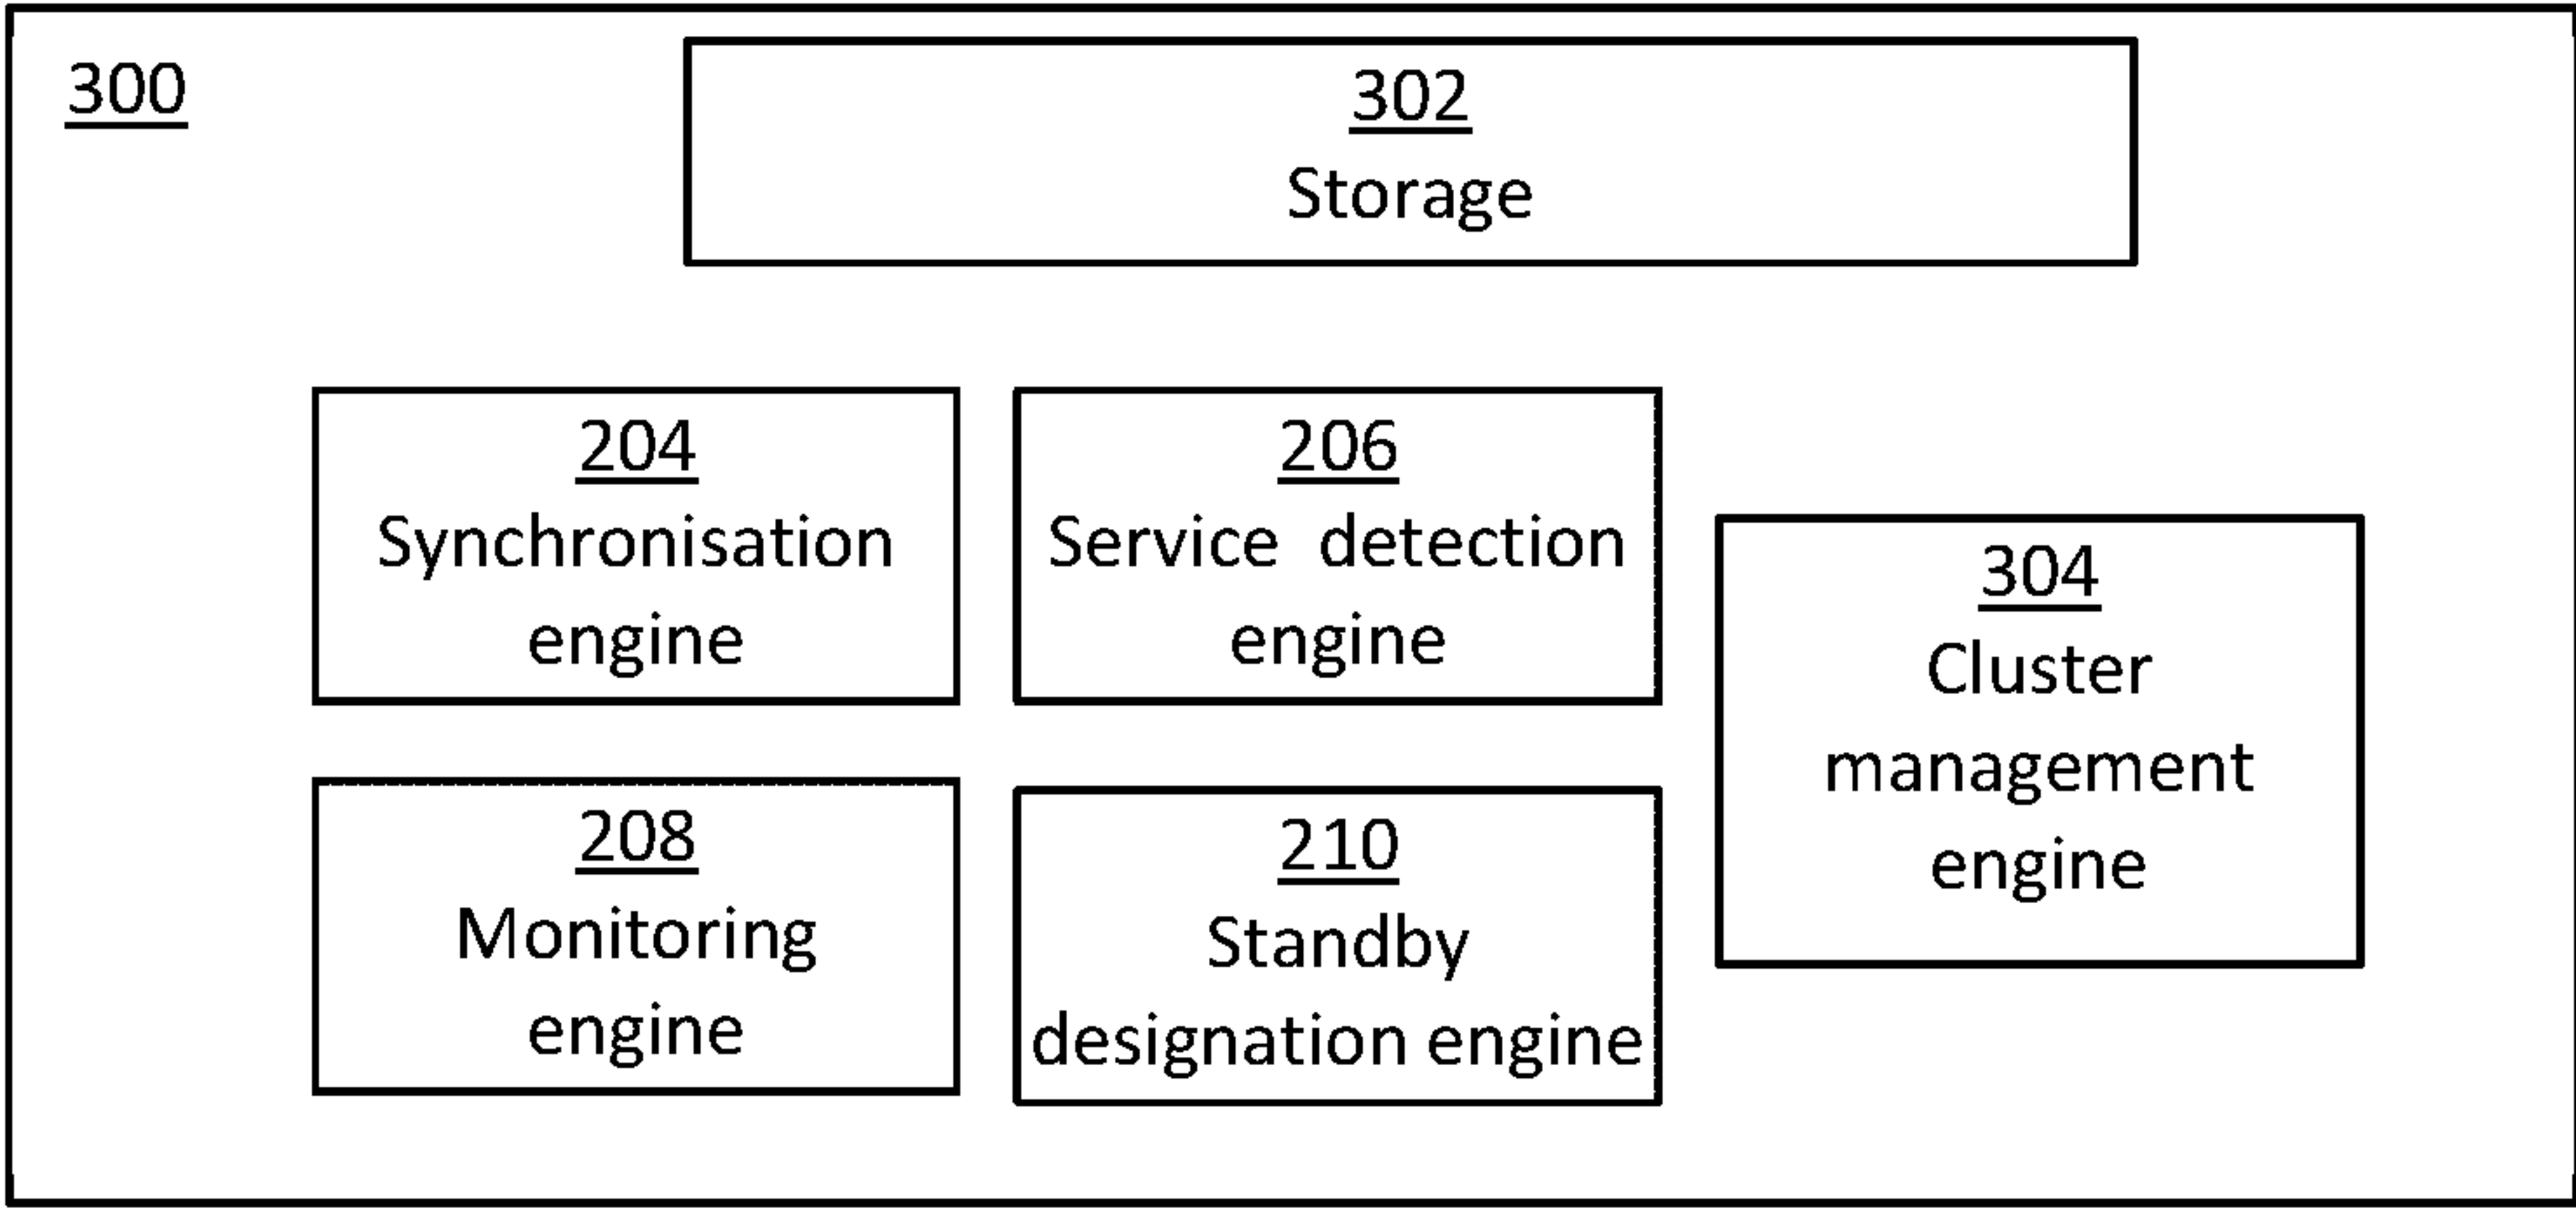 300
302
Storage
204
Synchronisation
engine
206
Service detection
engine
304
Cluster
management
engine
208
Monitoring
engine
210
Standby
designation engine